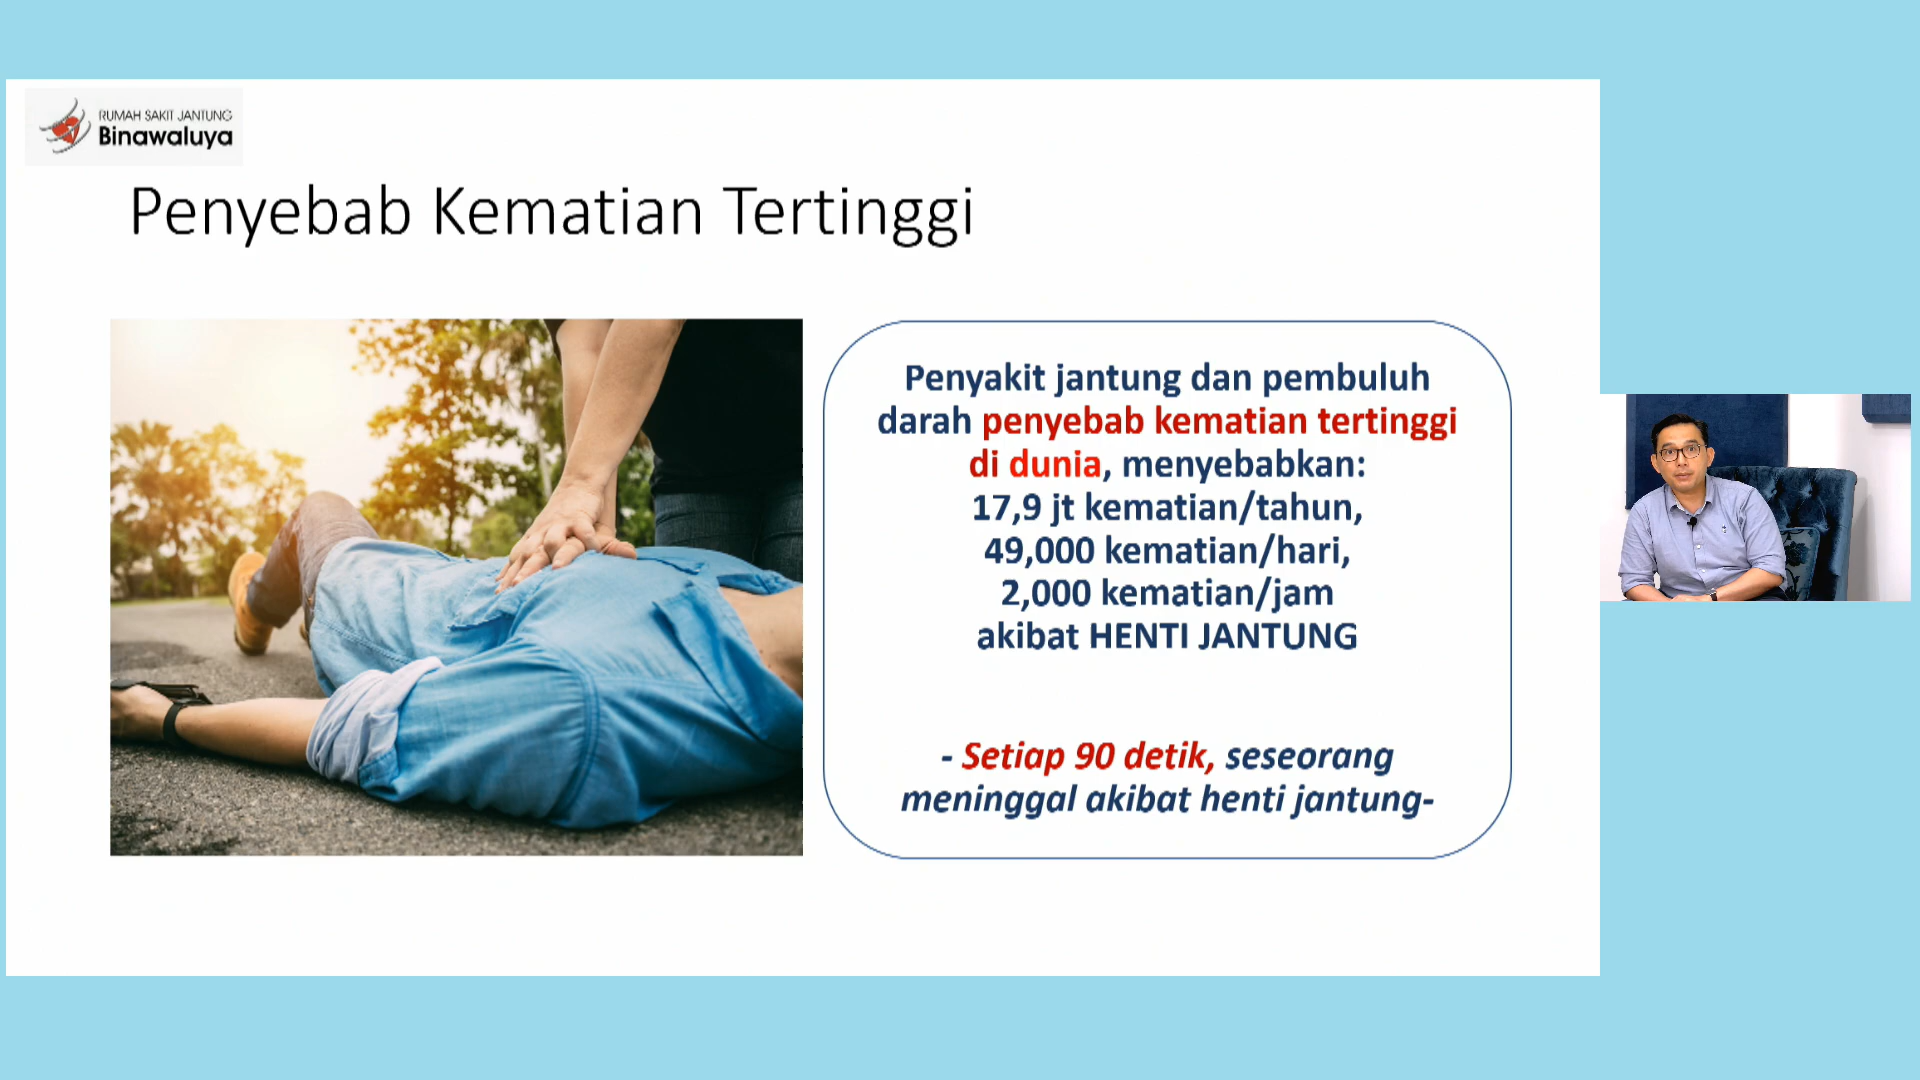 RUMAH SAKIT JANTUNG
Binawaluya
Penyebab Kematian Tertinggi
Penyakit jantung dan pembuluh
darah penyebab kematian tertinggi
di dunia, menyebabkan:
17,9 jt kematian/tahun,
49,000 kematian/hari,
2,000 kematian/jam
akibat HENTI JANTUNG
- Setiap 90 detik, seseorang
meninggal akibat henti jantung-